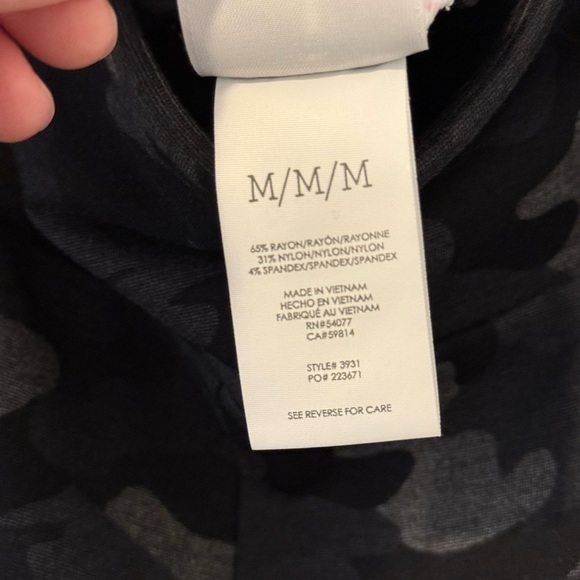 M/M/M
65% RAYON/RAYÓN/RAYONNE
31% NYLON/NYLON/NYLON
4% SPANDEX/SPANDEX/SPANDEX
MADE IN VIETNAM
HECHO EN VIETNAM
FABRIQUÉ AU VIETNAM
RN#54077
CA#59814
STYLE# 3931
PO# 223671
SEE REVERSE FOR CARE